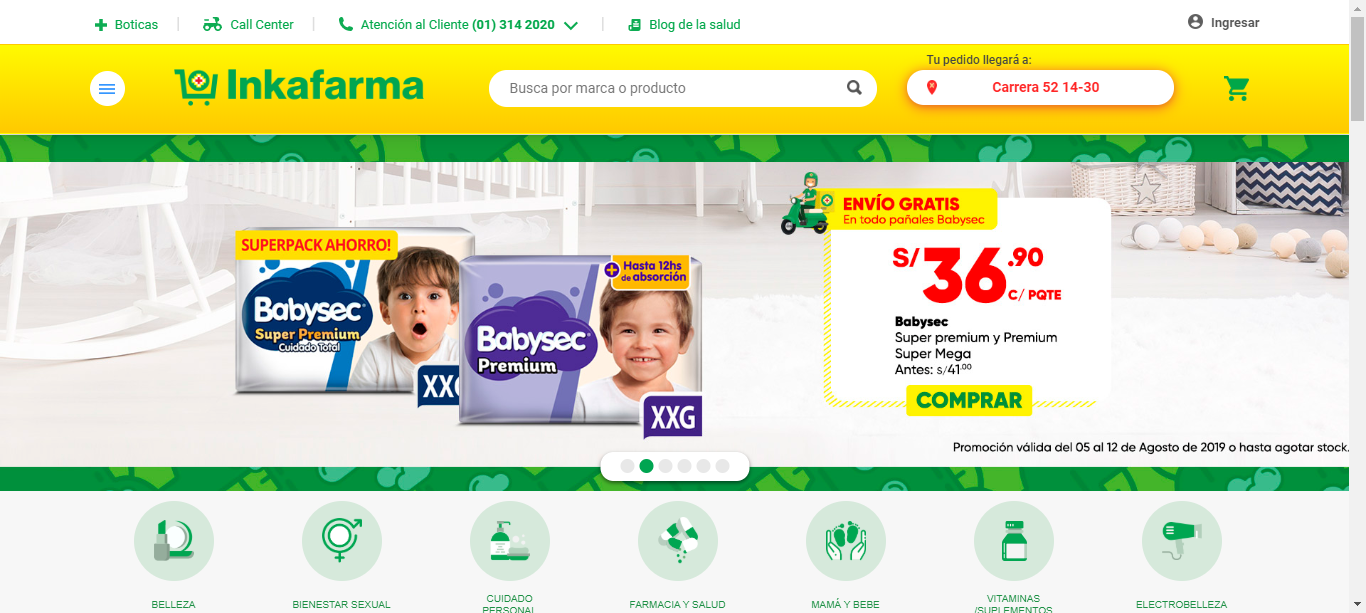 Boticas
Call Center
Atención al Cliente (01) 314 2020
Blog de la salud
Ingresar
Inkafarma
Busca por marca o producto
Tu pedido llegará a:
Carrera 52 14-30
SUPERPACK AHORRO!
Babysec
Super Premium
Cuidado Total
XXG
+ Hasta 12hs
de absorción
Babysec
Premium
XXG
ENVÍO GRATIS
En todo pañales Babysec
S/36.90
C/ PQTE
Babysec
Super premium y Premium
Super Mega
Antes: s/41.00
COMPRAR
Promoción válida del 05 al 12 de Agosto de 2019 o hasta agotar stock.
BELLEZA
BIENESTAR SEXUAL
CUIDADO
PERSONAL
FARMACIA Y SALUD
MAMÁ Y BEBE
VITAMINAS
/SUPLEMENTOS
ELECTROBELLEZA